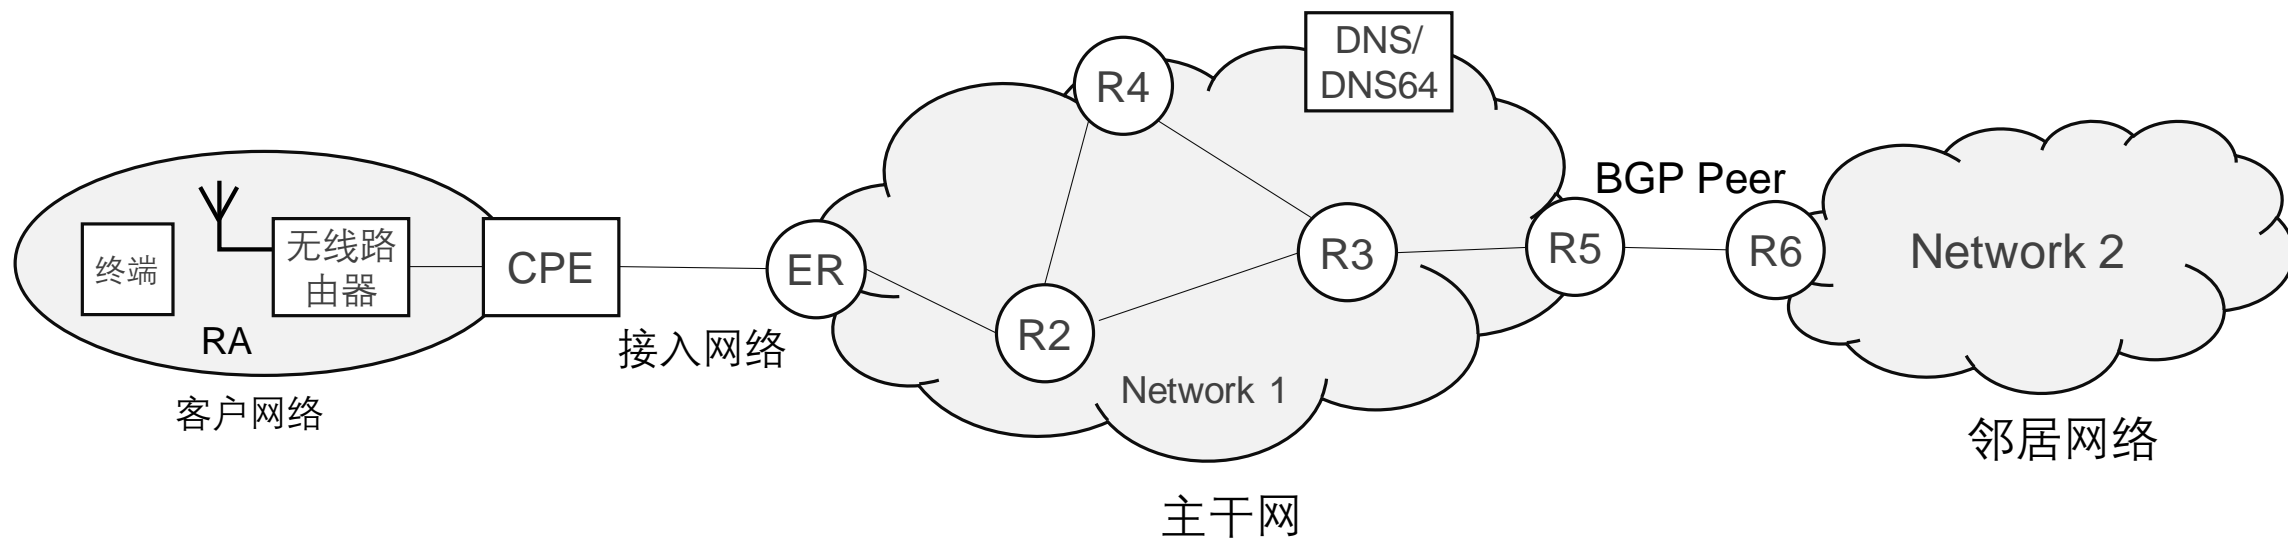 终端
无线路
由器
RA
客户网络
CPE
接入网络
ER
R4
R2
R3
DNS/
DNS64
Network 1
主干网
R5
BGP Peer
R6
Network 2
邻居网络